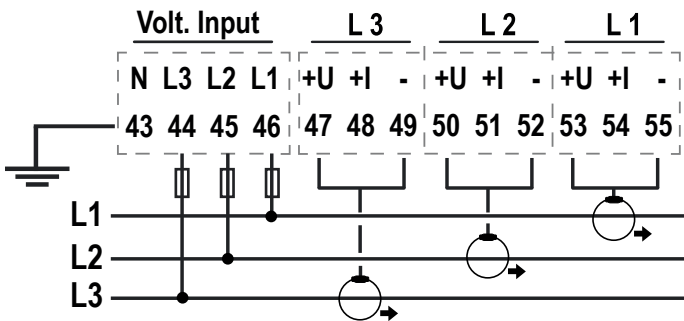 Volt. Input L 3 L 2 L 1
N L3 L2 L1 +U +I - +U +I - +U +I -
43 44 45 46 47 48 49 50 51 52 53 54 55
L1
L2
L3